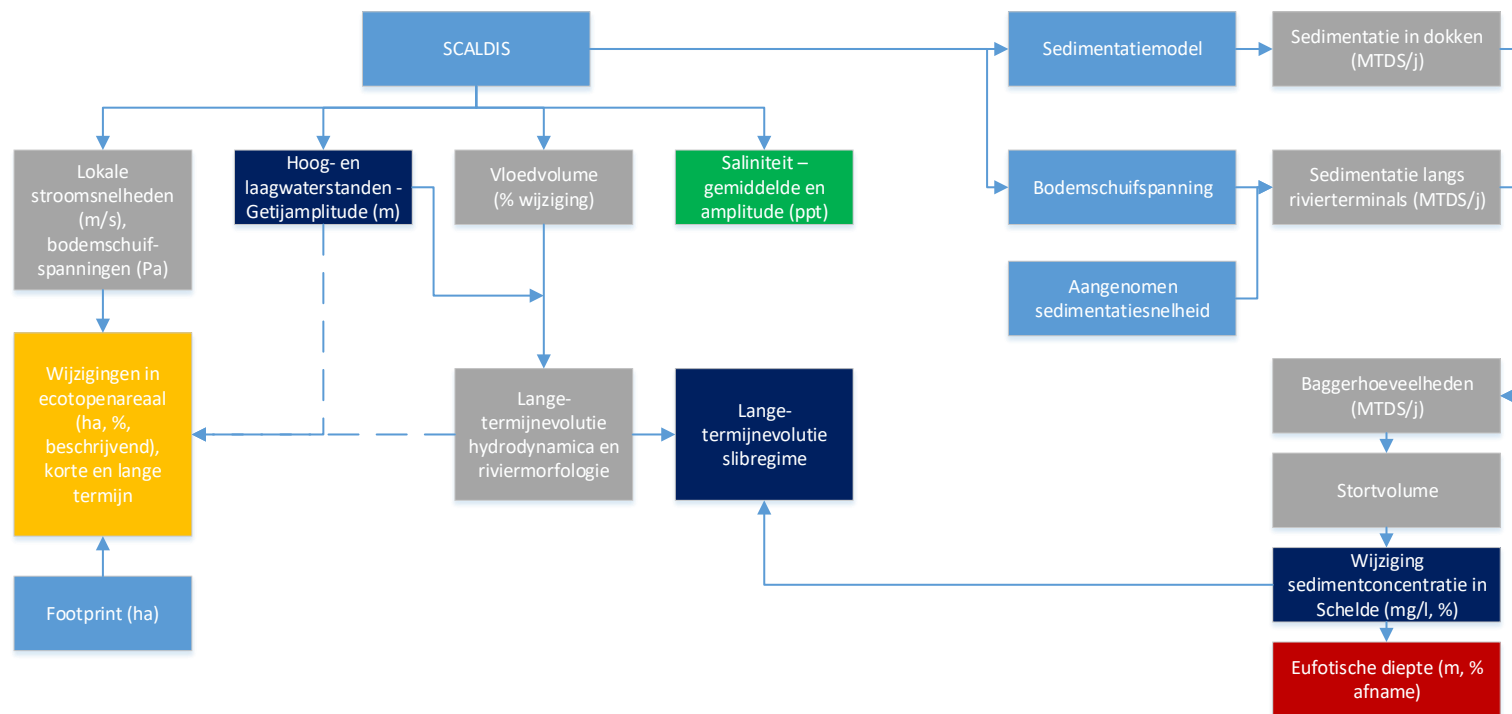 SCALDIS
Sedimentatiemodel
Sedimentatie in dokken
(MTDS/j)
Lokale
stroomsnelheden
(m/s),
bodemschuif-
spanningen (Pa)
Hoog- en
laagwaterstanden -
Getijamplitude (m)
Vloedvolume
(% wijziging)
Saliniteit –
gemiddelde en
amplitude (ppt)
Bodemschuifspanning
Sedimentatie langs
rivierterminals (MTDS/j)
Aangenomen
sedimentatiesnelheid
Wijzigingen in
ecotopenareaal
(ha, %,
beschrijvend),
korte en lange
termijn
Lange-
termijnevolutie
hydrodynamica en
riviermorfologie
Lange-
termijnevolutie
slibregime
Baggerhoeveelheden
(MTDS/j)
Stortvolume
Footprint (ha)
Wijziging
sedimentconcentratie in
Schelde (mg/l, %)
Eufotische diepte (m, %
afname)